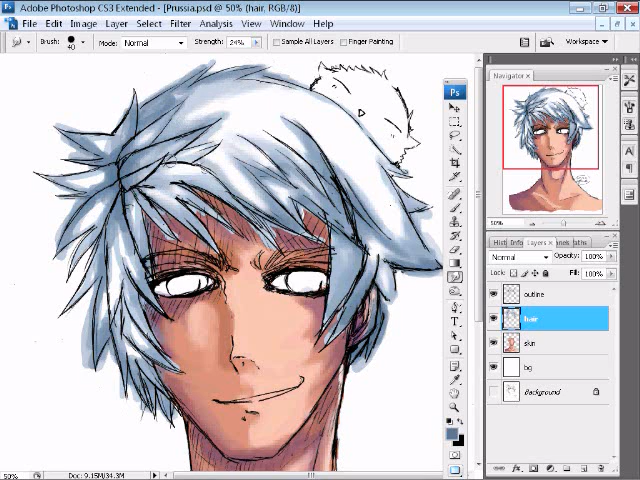 Adobe Photoshop CS3 Extended - [Prussia.psd @ 50% (hair, RGB/8)]
File Edit Image Layer Select Filter Analysis View Window Help
Brush: 40 Mode: Normal Strength: 24% Sample All Layers Finger Painting Workspace
Navigator
Ps
50%
Hist Info Layers
Normal Opacity: 100%
Lock: Fill: 100%
outline
hair
skin
bg
Background
50% Doc: 9.15M/34.3M